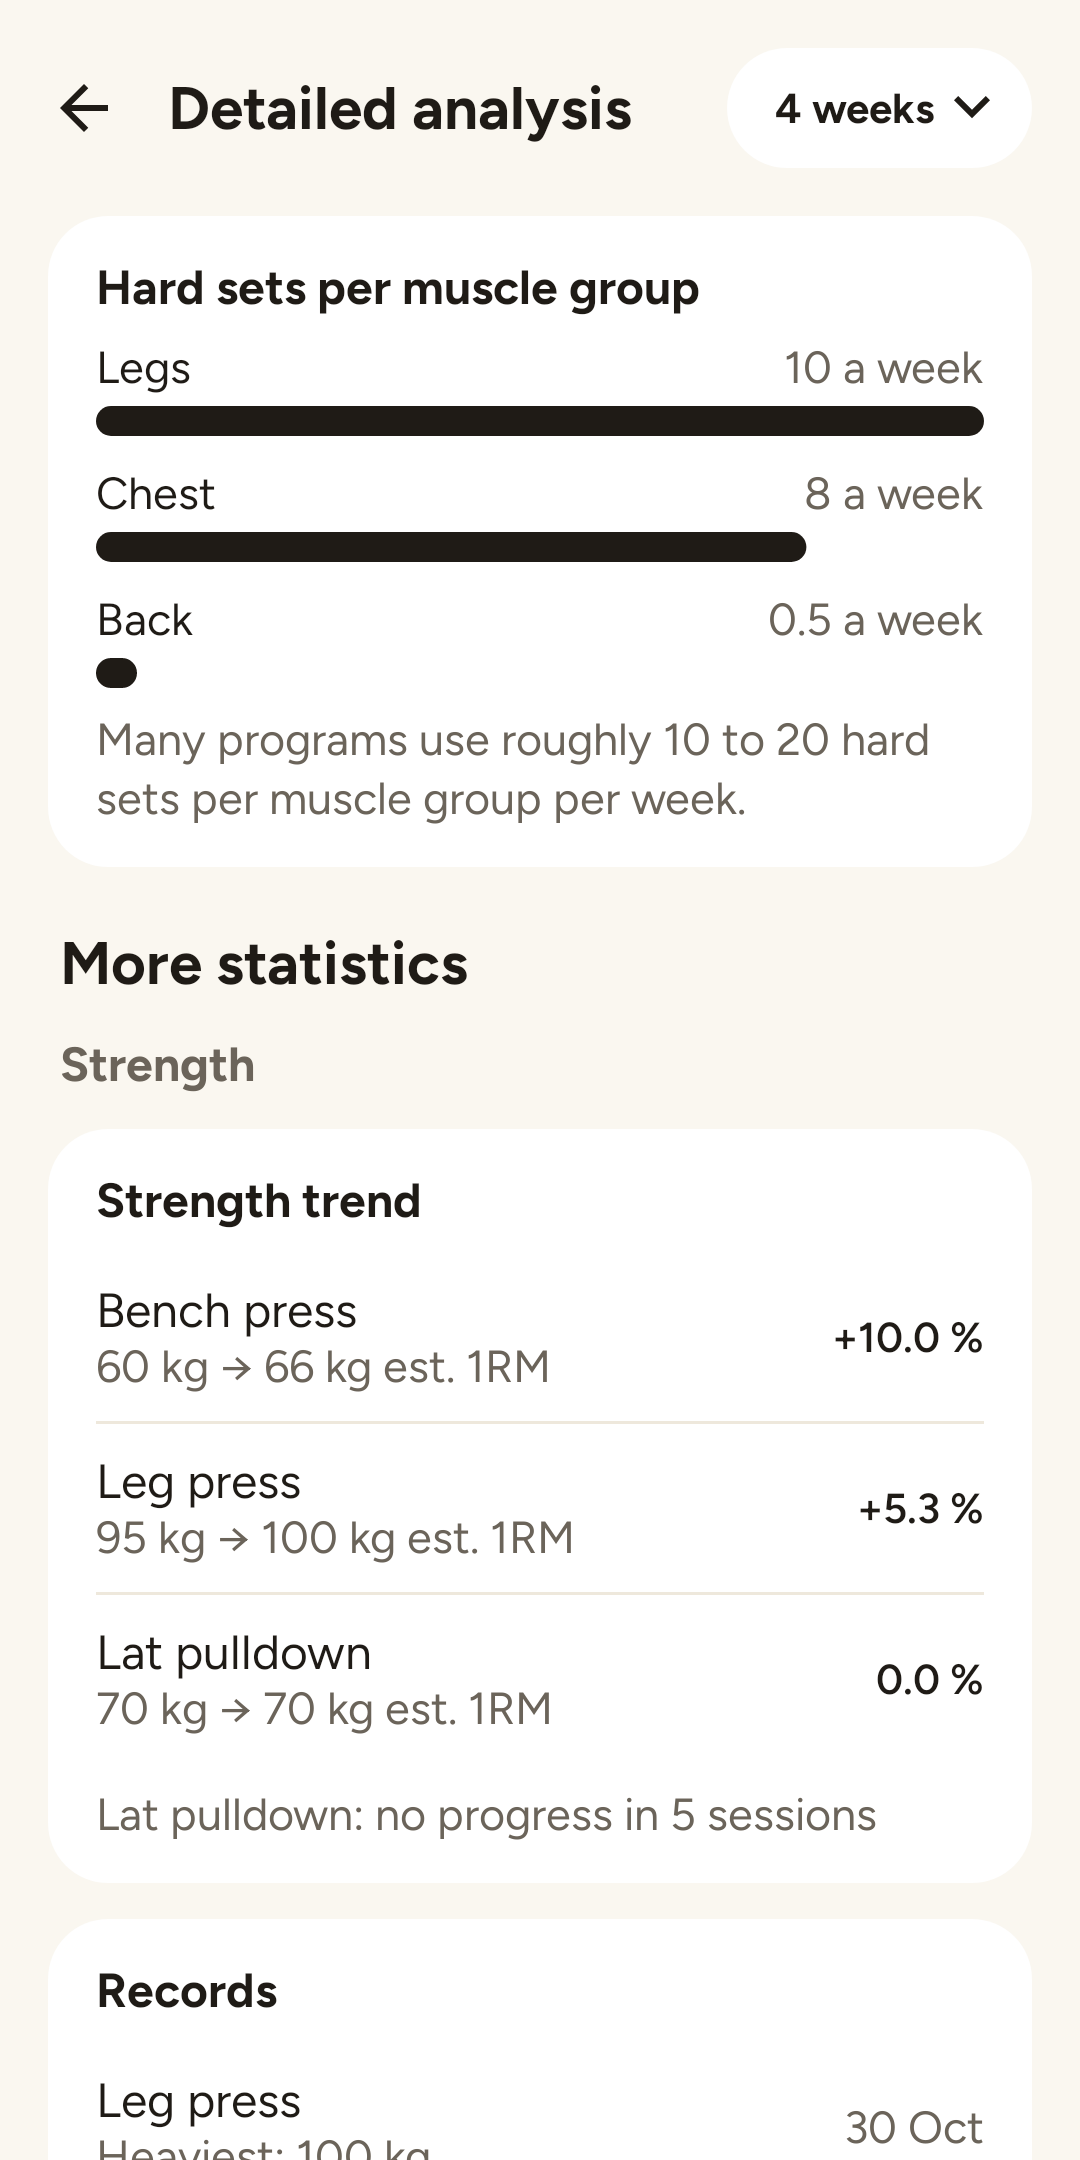 Detailed analysis
4 weeks
Hard sets per muscle group
Legs
10 a week
Chest
8 a week
Back
0.5 a week
Many programs use roughly 10 to 20 hard
sets per muscle group per week.
More statistics
Strength
Strength trend
Bench press
60 kg → 66 kg est. 1RM
+10.0 %
Leg press
95 kg → 100 kg est. 1RM
+5.3 %
Lat pulldown
70 kg → 70 kg est. 1RM
0.0 %
Lat pulldown: no progress in 5 sessions
Records
Leg press
30 Oct
Heaviest: 100 kg